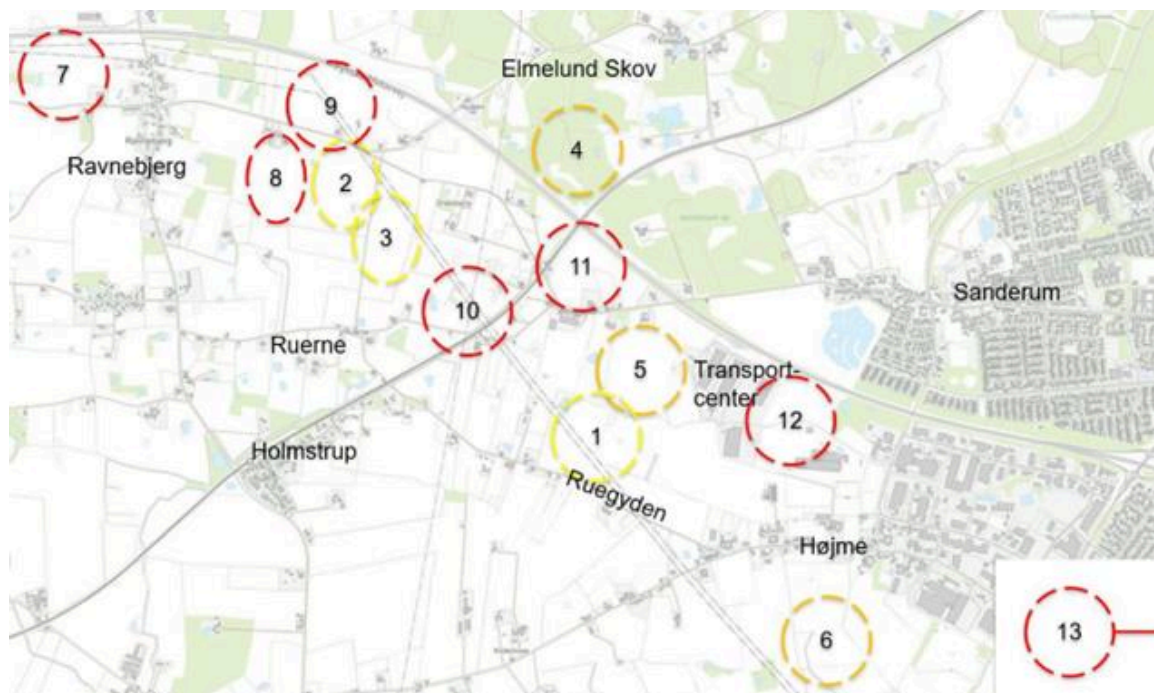 Elmelund Skov
7
9
4
Ravnebjerg
8
2
3
11
Sanderum
10
Ruerne
5
Transport-
center
12
1
Holmstrup
Ruegyden
Højme
6
13